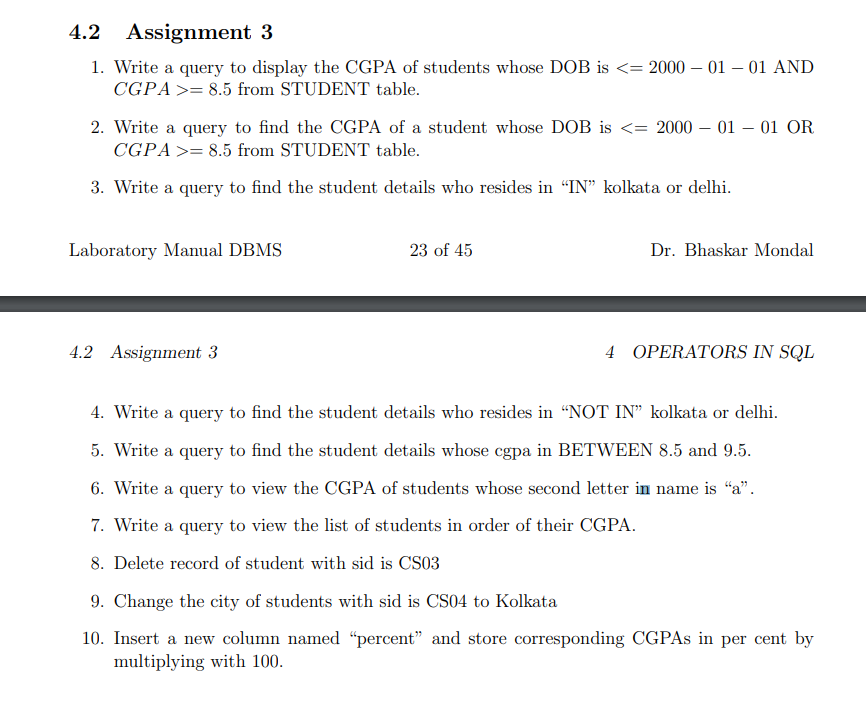 4.2 Assignment 3
1. Write a query to display the CGPA of students whose DOB is <= 2000 − 01 − 01 AND
CGPA >= 8.5 from STUDENT table.
2. Write a query to find the CGPA of a student whose DOB is <= 2000 − 01 − 01 OR
CGPA >= 8.5 from STUDENT table.
3. Write a query to find the student details who resides in “IN” kolkata or delhi.
Laboratory Manual DBMS 23 of 45 Dr. Bhaskar Mondal
4.2 Assignment 3 4 OPERATORS IN SQL
4. Write a query to find the student details who resides in “NOT IN” kolkata or delhi.
5. Write a query to find the student details whose cgpa in BETWEEN 8.5 and 9.5.
6. Write a query to view the CGPA of students whose second letter in name is “a”.
7. Write a query to view the list of students in order of their CGPA.
8. Delete record of student with sid is CS03
9. Change the city of students with sid is CS04 to Kolkata
10. Insert a new column named “percent” and store corresponding CGPAs in per cent by
multiplying with 100.